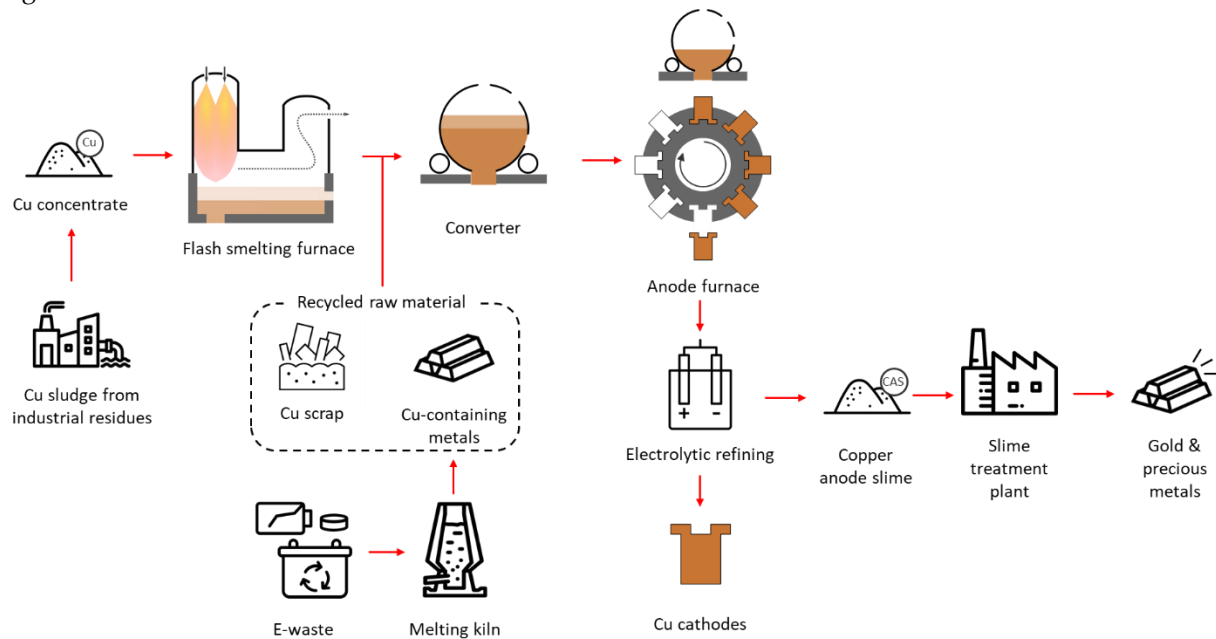 Cu
Cu concentrate
Flash smelting furnace
Converter
Anode furnace
Recycled raw material
Cu scrap
Cu-containing
metals
Cu sludge from
industrial residues
+ -
Electrolytic refining
CAS
Copper
anode slime
Slime
treatment
plant
Gold &
precious
metals
E-waste
Melting kiln
Cu cathodes